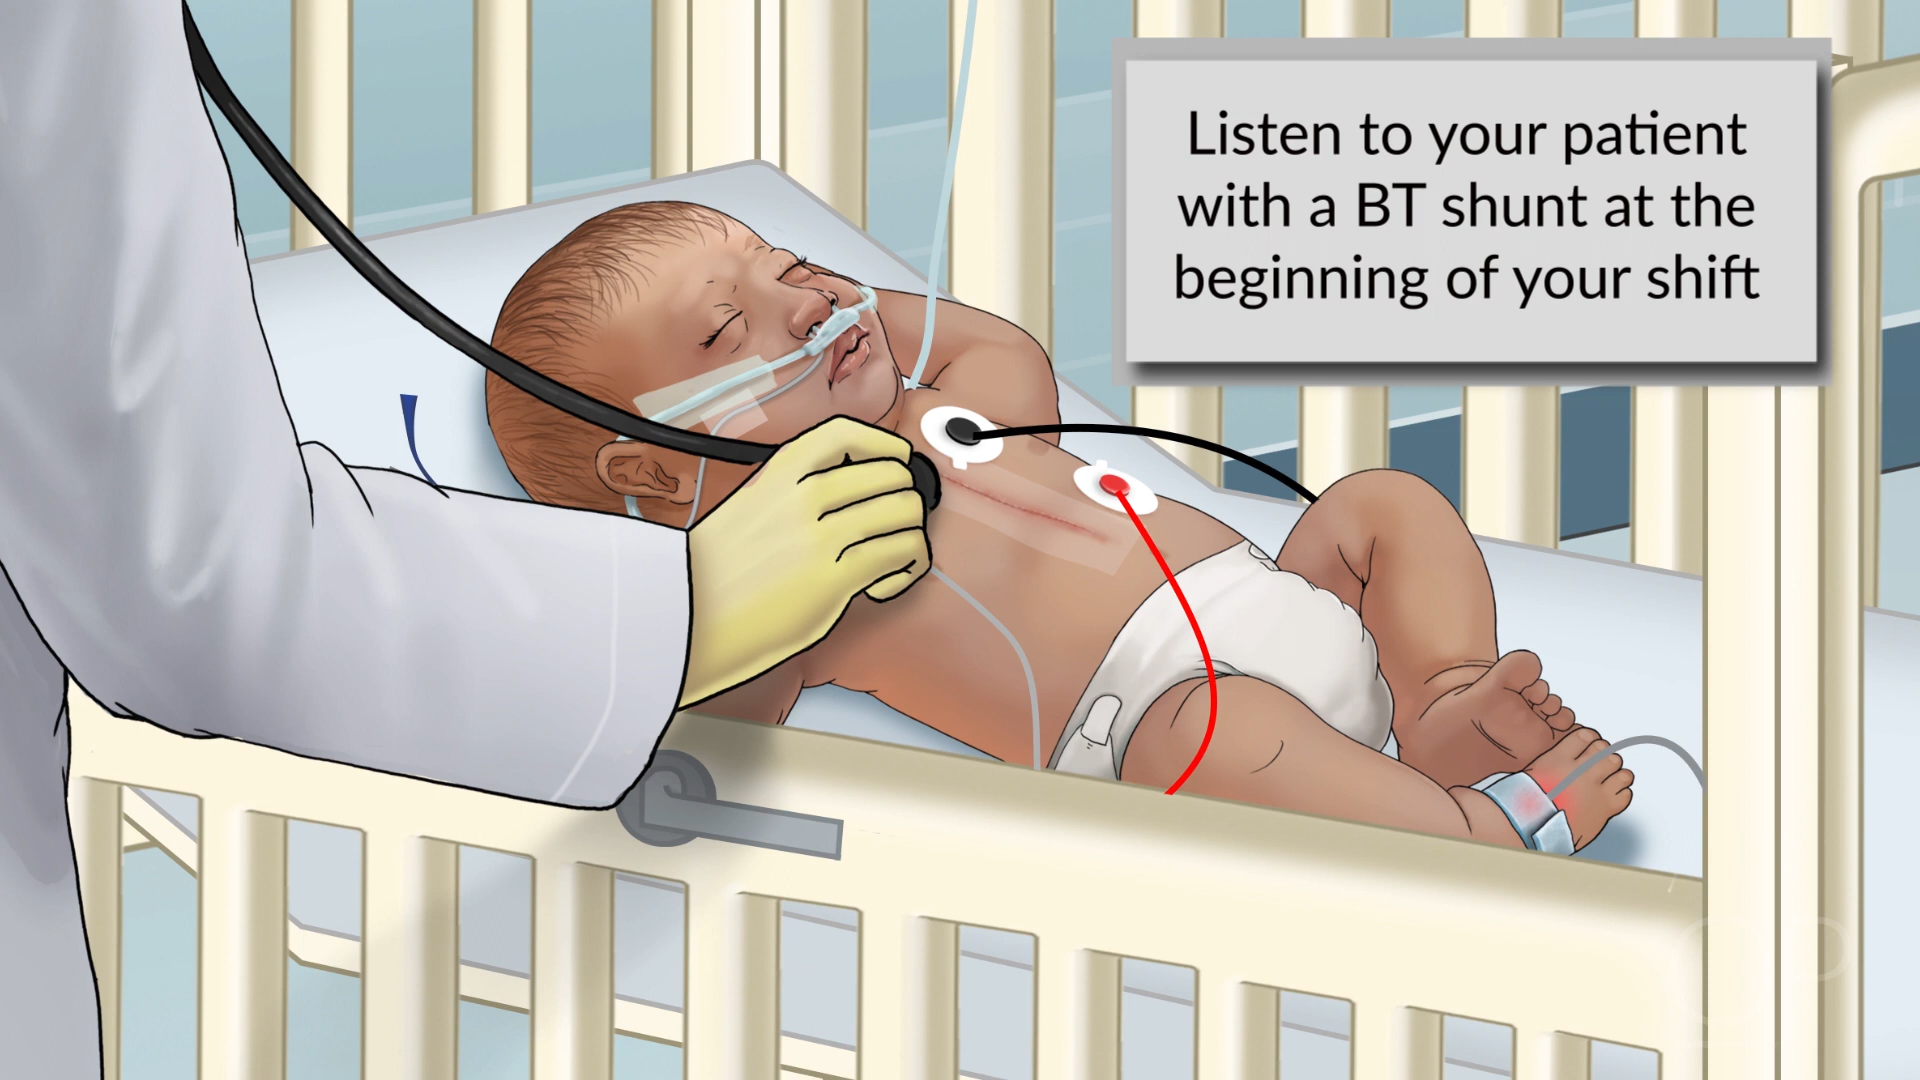 Listen to your patient
with a BT shunt at the
beginning of your shift